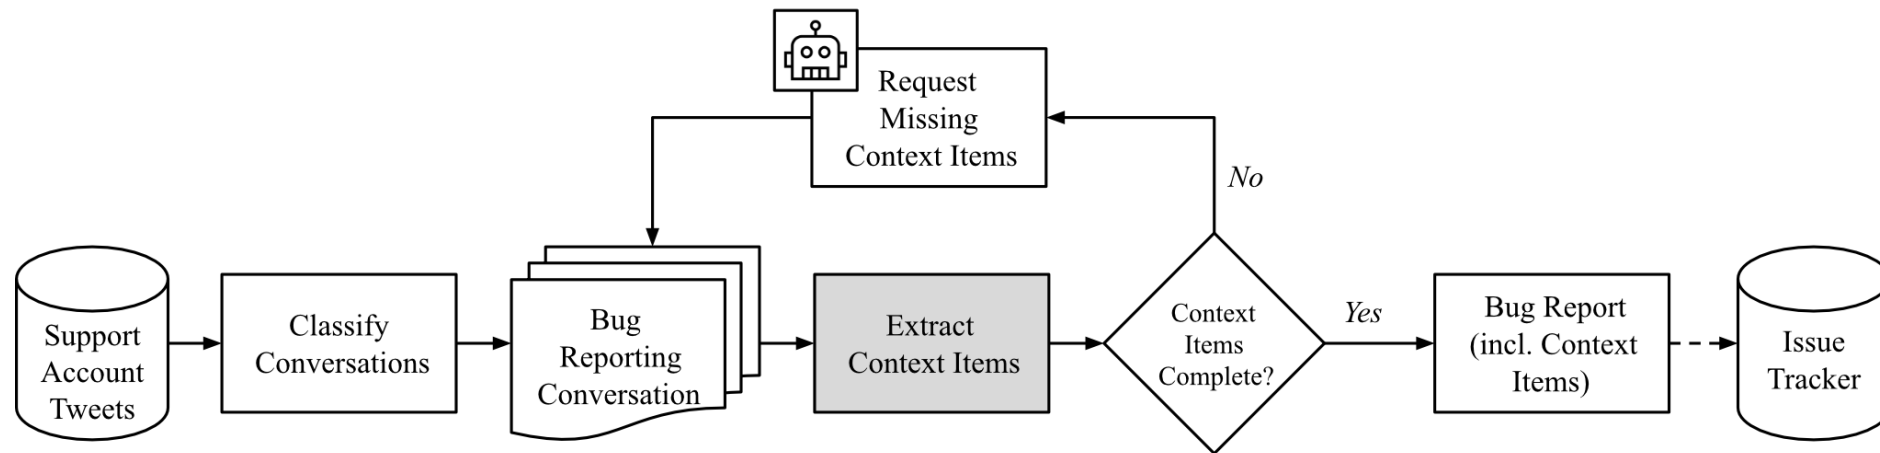 Request
Missing
Context Items
No
Support
Account
Tweets
Classify
Conversations
Bug
Reporting
Conversation
Extract
Context Items
Context
Items
Complete?
Yes
Bug Report
(incl. Context
Items)
Issue
Tracker